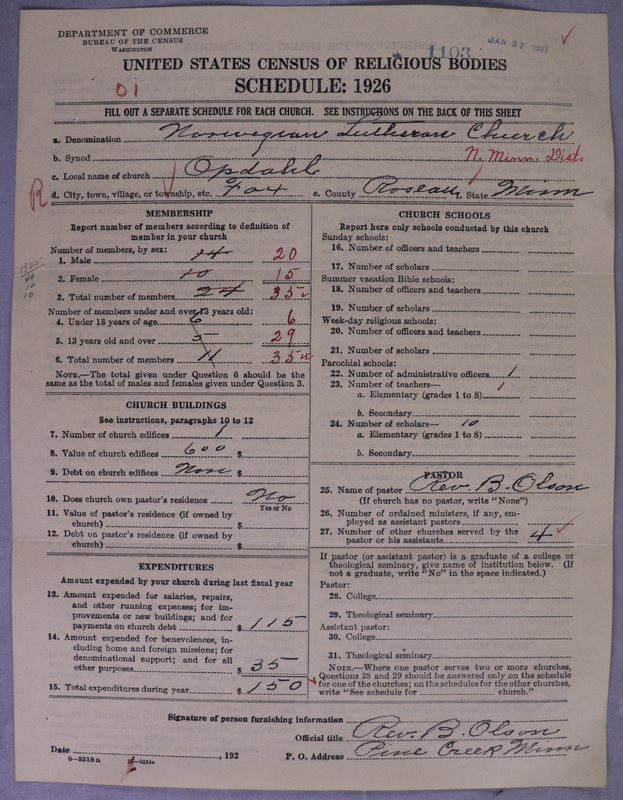 DEPARTMENT OF COMMERCE
BUREAU OF THE CENSUS
WASHINGTON
1103
JAN 27 1927
UNITED STATES CENSUS OF RELIGIOUS BODIES
01
SCHEDULE: 1926
FILL OUT A SEPARATE SCHEDULE FOR EACH CHURCH. SEE INSTRUCTIONS ON THE BACK OF THIS SHEET
a. Denomination Norwegian Lutheran Church
b. Synod N. Minn. Dist.
c. Local name of church Opdahl
R d. City, town, village, or township, etc. Fox e. County Roseau f. State Minn
MEMBERSHIP
Report number of members according to definition of
member in your church
Number of members, by sex:
1. Male 14 20
2. Female 10 15
3. Total number of members 24 35
Number of members under and over 13 years old:
4. Under 13 years of age 6 6
5. 13 years old and over 5 29
6. Total number of members 11 35
NOTE.—The total given under Question 6 should be the
same as the total of males and females given under Question 3.
CHURCH BUILDINGS
See instructions, paragraphs 10 to 12
7. Number of church edifices 1
8. Value of church edifices 600 $
9. Debt on church edifices None $
10. Does church own pastor's residence No
Yes or No
11. Value of pastor's residence (if owned by
church) $
12. Debt on pastor's residence (if owned by
church) $
EXPENDITURES
Amount expended by your church during last fiscal year
13. Amount expended for salaries, repairs,
and other running expenses; for im-
provements or new buildings; and for
payments on church debt $ 115
14. Amount expended for benevolences, in-
cluding home and foreign missions; for
denominational support; and for all
other purposes $ 35
15. Total expenditures during year $ 150
CHURCH SCHOOLS
Report here only schools conducted by this church
Sunday schools:
16. Number of officers and teachers
17. Number of scholars
Summer vacation Bible schools:
18. Number of officers and teachers
19. Number of scholars
Week-day religious schools:
20. Number of officers and teachers
21. Number of scholars
Parochial schools:
22. Number of administrative officers 1
23. Number of teachers— 1
a. Elementary (grades 1 to 8)
b. Secondary
24. Number of scholars— 10
a. Elementary (grades 1 to 8)
b. Secondary
PASTOR
25. Name of pastor Rev. B. Olson
(If church has no pastor, write "None")
26. Number of ordained ministers, if any, em-
ployed as assistant pastors
27. Number of other churches served by the
pastor or his assistants 4
If pastor (or assistant pastor) is a graduate of a college or
theological seminary, give name of institution below. (If
not a graduate, write "No" in the space indicated.)
Pastor:
28. College
29. Theological seminary
Assistant pastor:
30. College
31. Theological seminary
NOTE.—Where one pastor serves two or more churches,
Questions 28 and 29 should be answered only on the schedule
for one of the churches; on the schedules for the other churches,
write "See schedule for church."
Signature of person furnishing information
Official title Rev. B. Olson
Date , 192 P. O. Address Pine Creek Minn
8—5518a